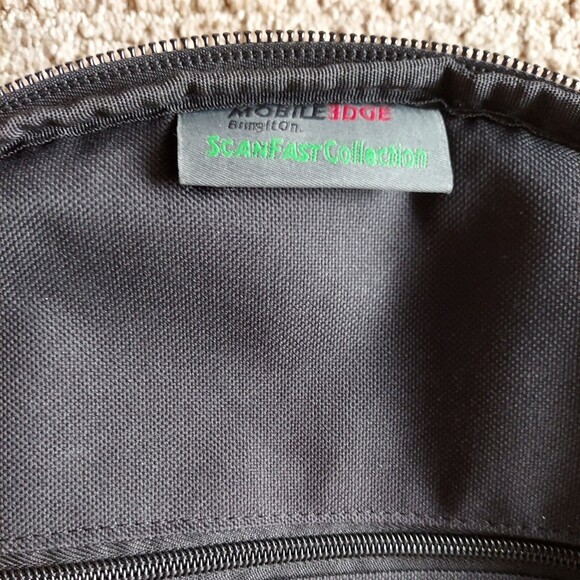 MOBILE EDGE
Bring It On.
SCANFAST Collection